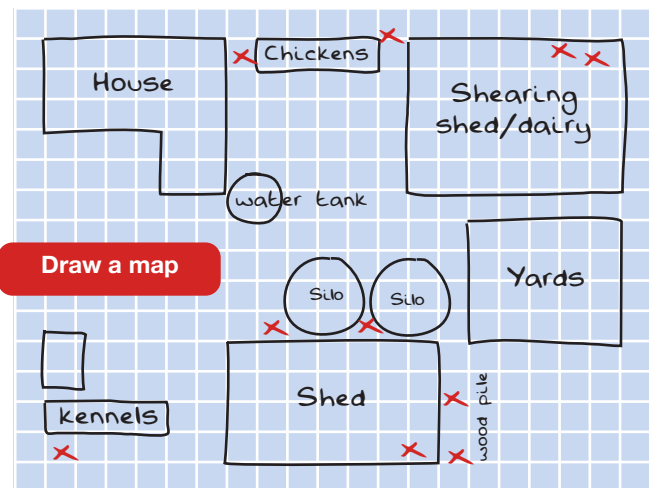 House
Chickens
Shearing
shed/dairy
water tank
Draw a map
Silo
Silo
Yards
Shed
wood pile
kennels